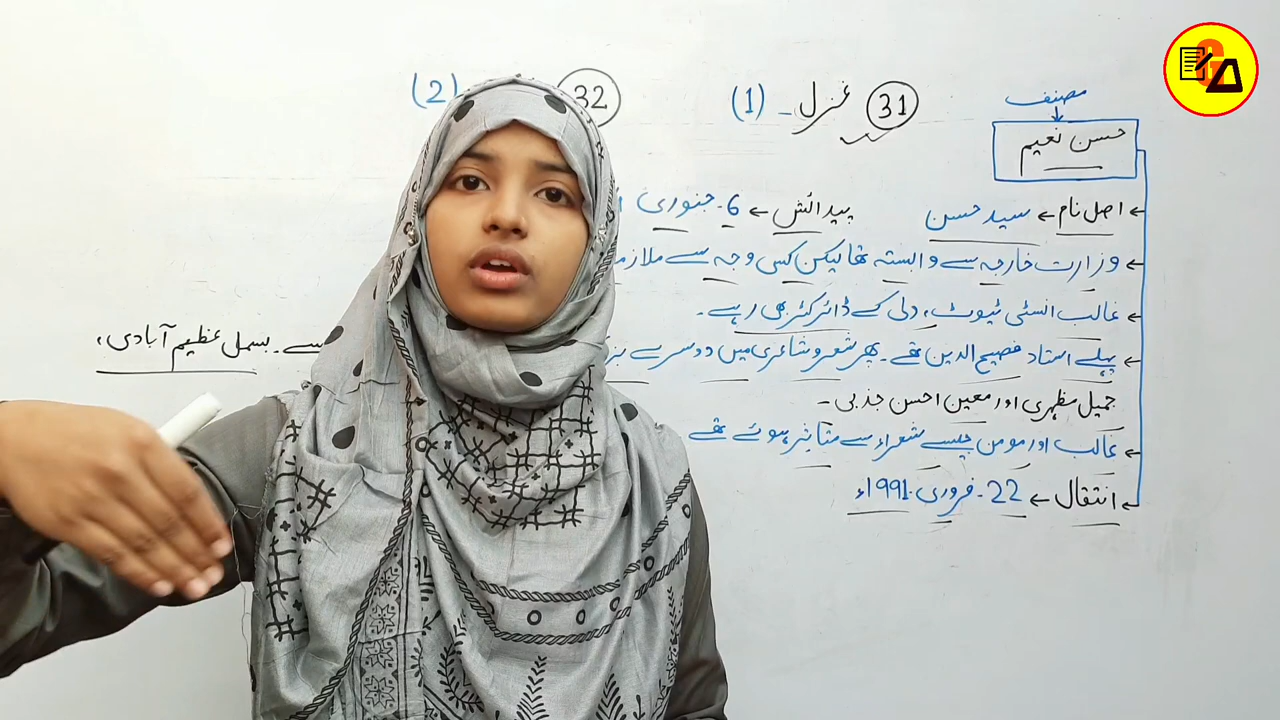 مصنف
حسن نعیم
31 غزل ۔ (1)
32 (2)
اصل نام ← سید حسن پیدائش ← 6۔ جنوری
وزارت خارجہ سے وابستہ تھا لیکن کسی وجہ سے
غالب انسٹی ٹیوٹ، دلی کے ڈائرکٹر بھی رہے۔
پہلے استاد فصیح الدین تھے۔ پھر شعر و شاعری میں دوسرے سے۔ بسمل عظیم آبادی،
جمیل مظہری اور معین احسن جذبی۔
غالب اور مومن جیسے شعراء سے متاثر ہوئے تھے
انتقال ← 22۔ فروری 1991ء